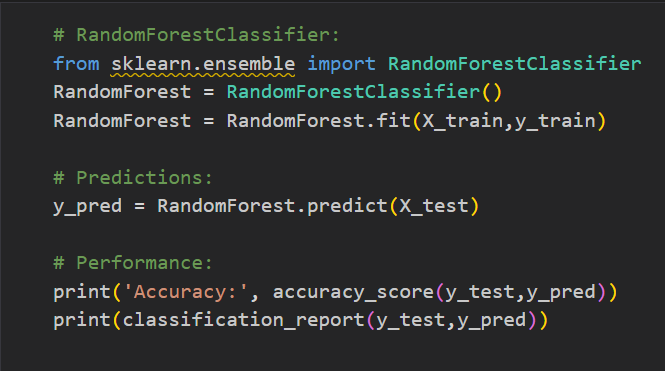 # RandomForestClassifier:
from sklearn.ensemble import RandomForestClassifier
RandomForest = RandomForestClassifier()
RandomForest = RandomForest.fit(X_train,y_train)
# Predictions:
y_pred = RandomForest.predict(X_test)
# Performance:
print('Accuracy:', accuracy_score(y_test,y_pred))
print(classification_report(y_test,y_pred))